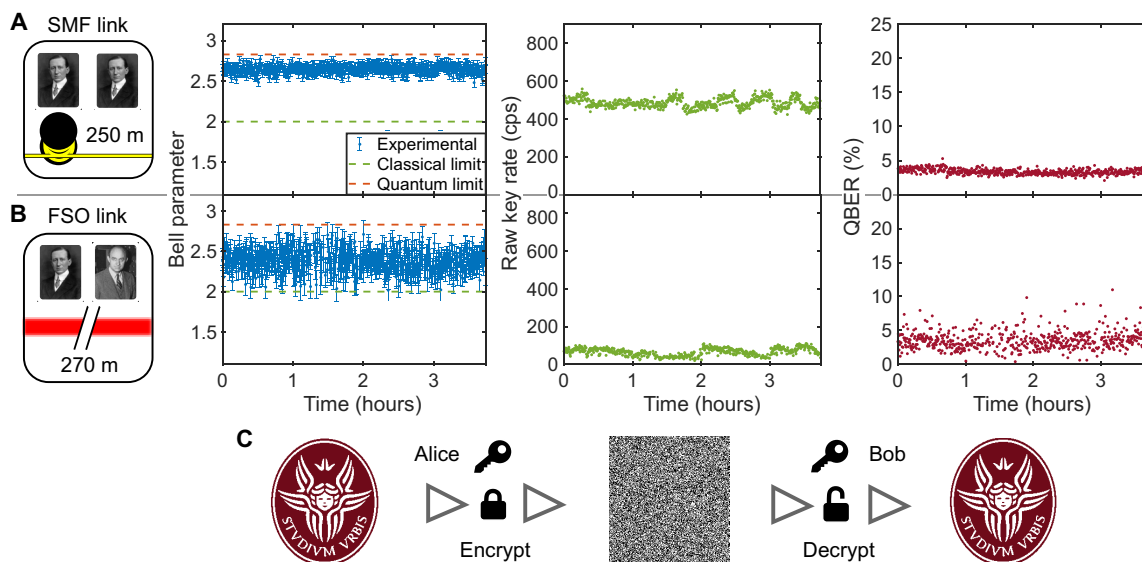 A
SMF link
250 m
Bell parameter
3
2.5
2
1.5
Experimental
Classical limit
Quantum limit
Raw key rate (cps)
800
600
400
200
0
QBER (%)
25
20
15
10
5
0
B
FSO link
270 m
3
2.5
2
1.5
0 1 2 3
Time (hours)
800
600
400
200
0
0 1 2 3
Time (hours)
20
15
10
5
0
0 1 2 3
Time (hours)
C
STVDIVM VRBIS
Alice
Encrypt
Bob
Decrypt
STVDIVM VRBIS